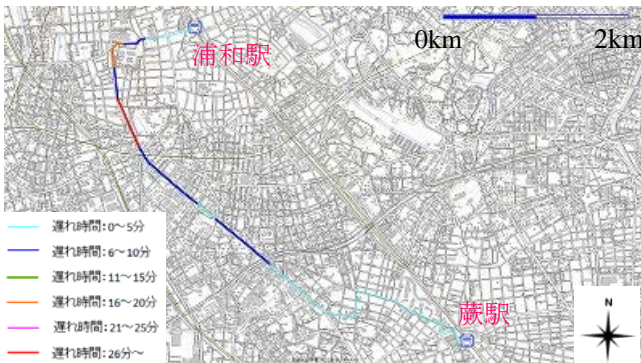 0km
2km
浦和駅
遅れ時間:0～5分
遅れ時間:6～10分
遅れ時間:11～15分
遅れ時間:16～20分
遅れ時間:21～25分
遅れ時間:26分～
蕨駅
N